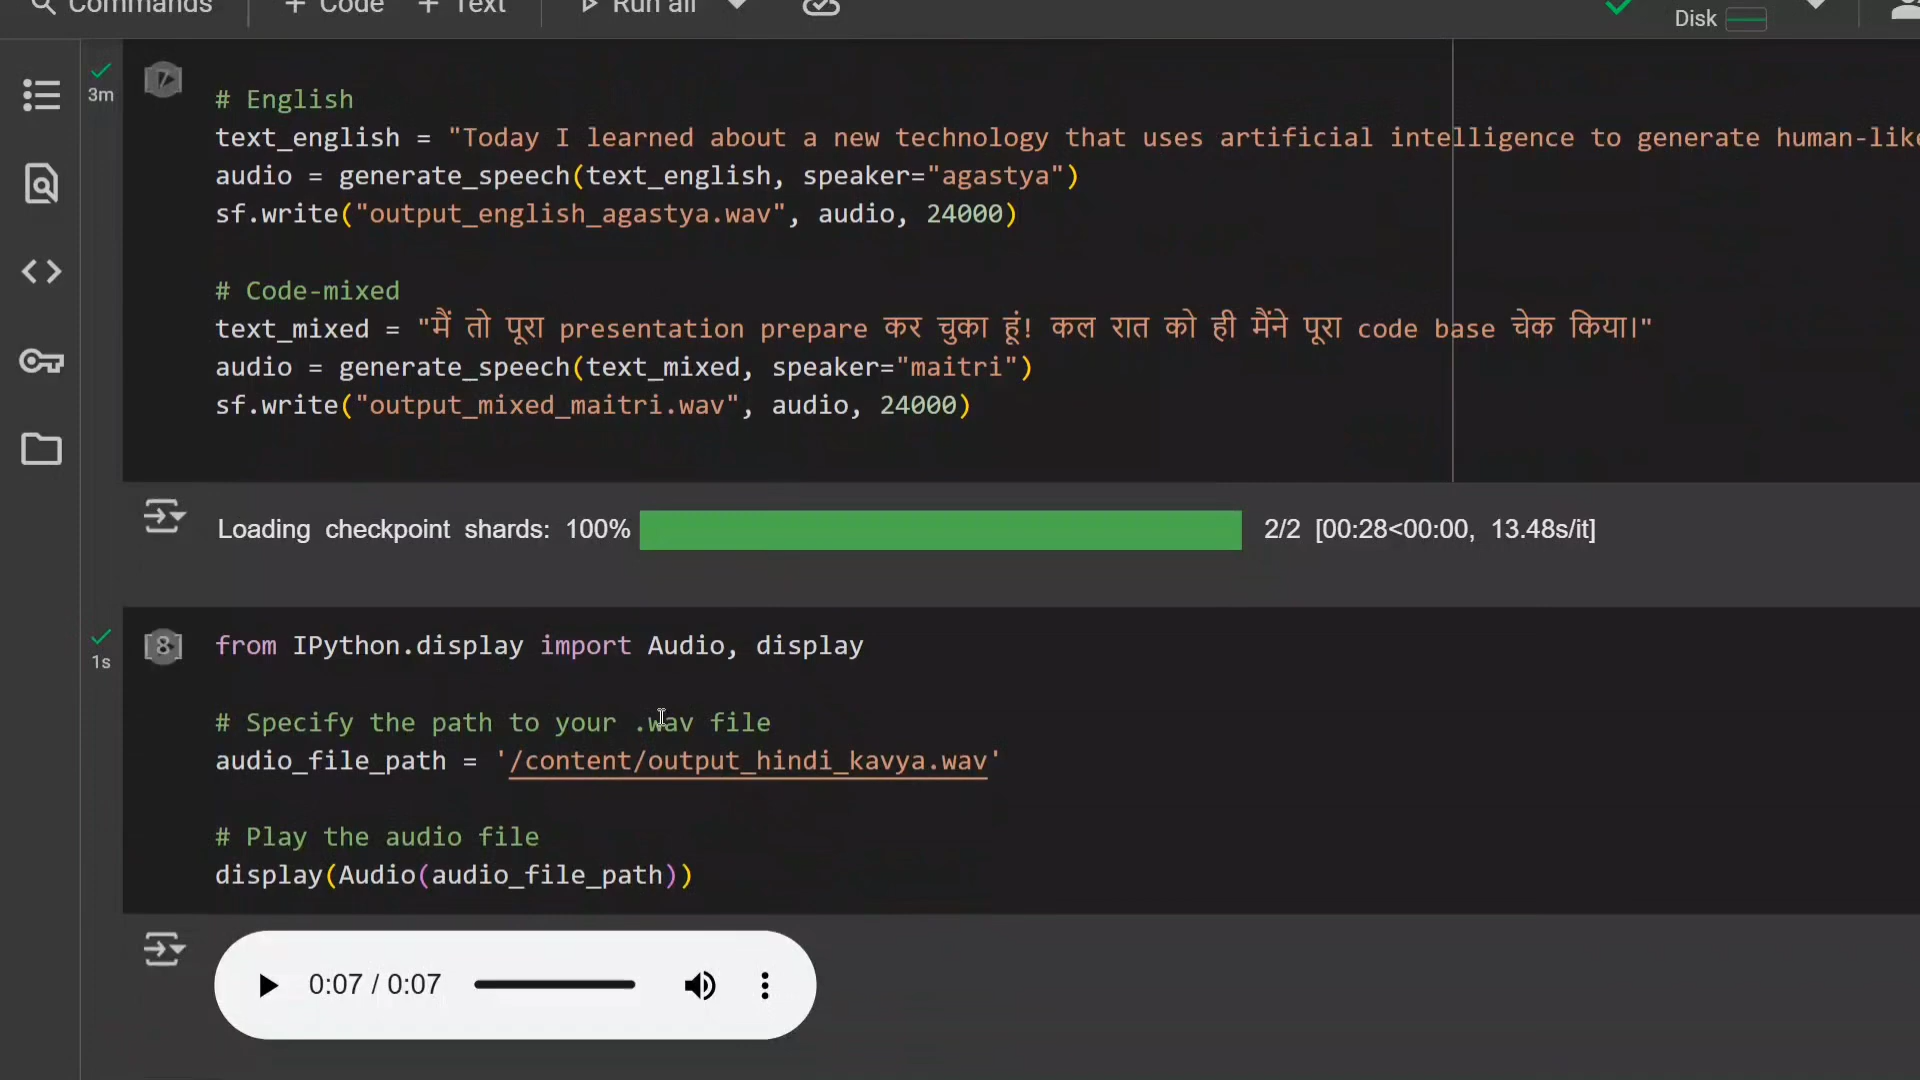 Commands + Code + Text Run all
Disk
3m
[7]
# English
text_english = "Today I learned about a new technology that uses artificial intelligence to generate human-like
audio = generate_speech(text_english, speaker="agastya")
sf.write("output_english_agastya.wav", audio, 24000)
# Code-mixed
text_mixed = "मैं तो पूरा presentation prepare कर चुका हूं! कल रात को ही मैंने पूरा code base चेक किया।"
audio = generate_speech(text_mixed, speaker="maitri")
sf.write("output_mixed_maitri.wav", audio, 24000)
Loading checkpoint shards: 100% 2/2 [00:28<00:00, 13.48s/it]
1s
[8]
from IPython.display import Audio, display
# Specify the path to your .wav file
audio_file_path = '/content/output_hindi_kavya.wav'
# Play the audio file
display(Audio(audio_file_path))
0:07 / 0:07